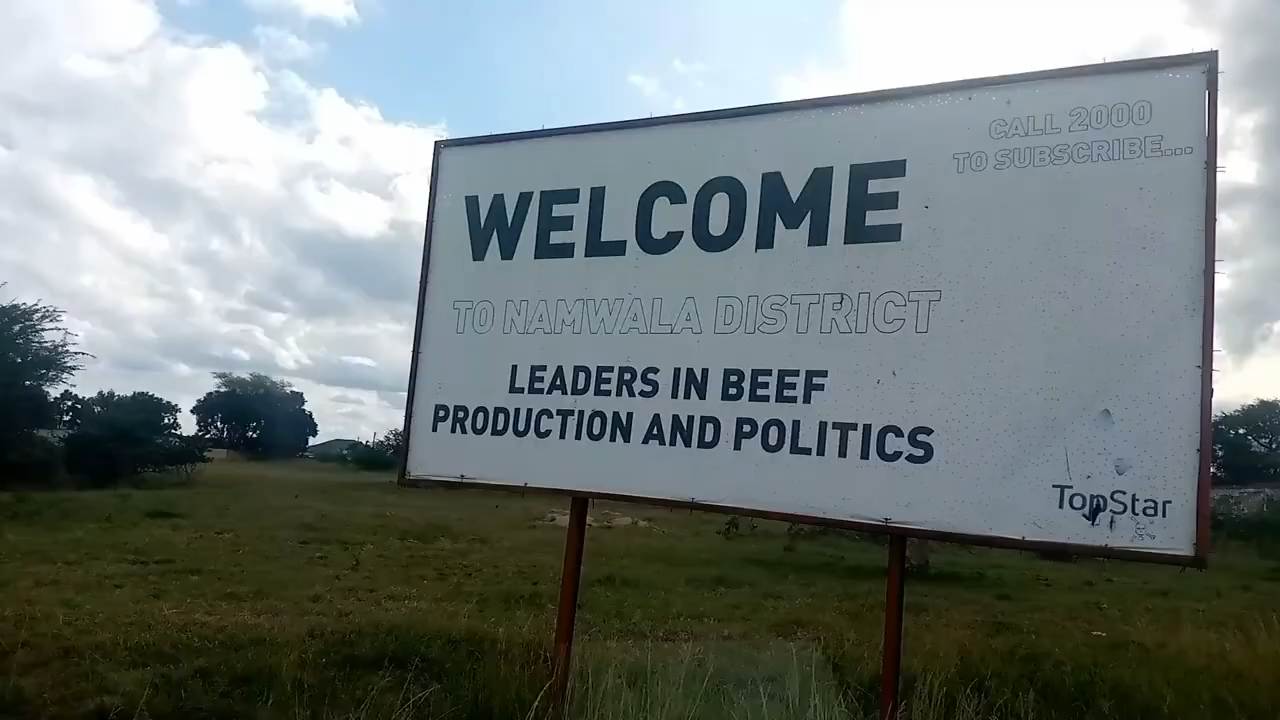 CALL 2000
TO SUBSCRIBE...
WELCOME
TO NAMWALA DISTRICT
LEADERS IN BEEF
PRODUCTION AND POLITICS
TopStar